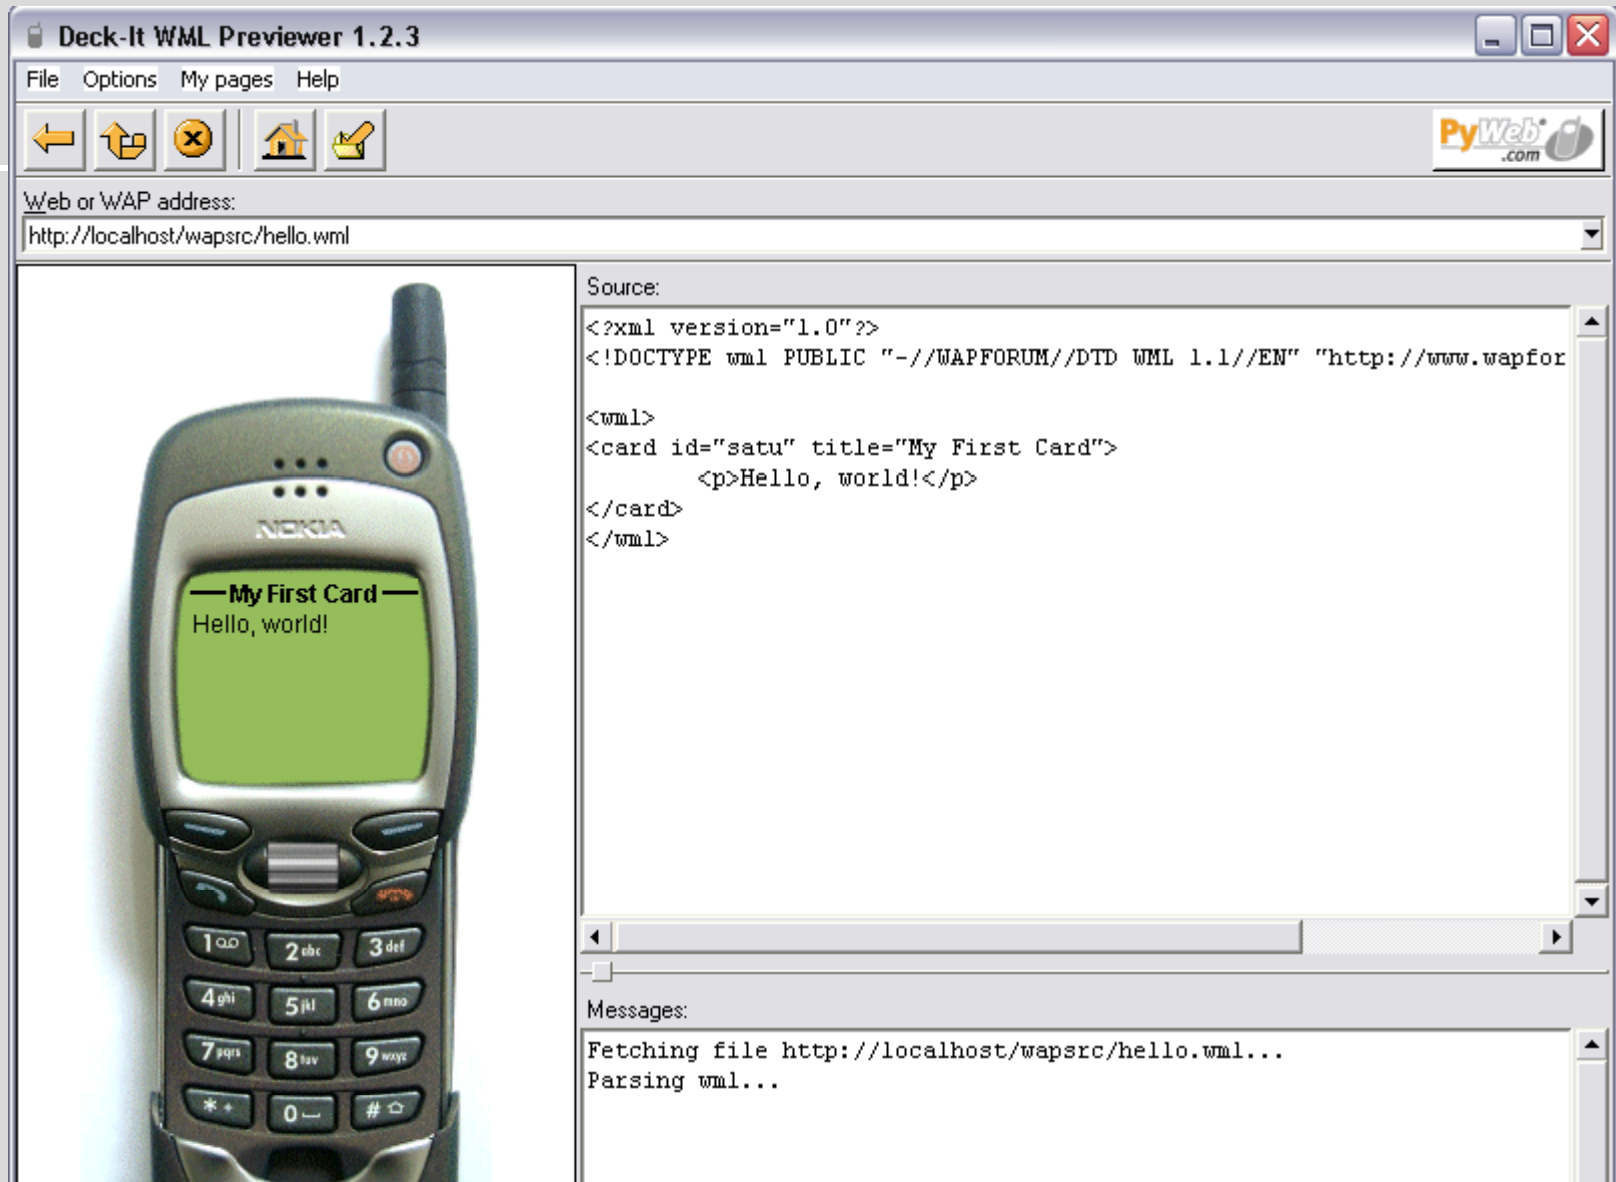 Deck-It WML Previewer 1.2.3
File Options My pages Help
PyWeb
.com
Web or WAP address:
http://localhost/wapsrc/hello.wml
NOKIA
My First Card
Hello, world!
1
2 abc
3 def
4 ghi
5 jkl
6 mno
7 pqrs
8 tuv
9 wxyz
* +
0
#
Source:
<?xml version="1.0"?>
<!DOCTYPE wml PUBLIC "-//WAPFORUM//DTD WML 1.1//EN" "http://www.wapfor
<wml>
<card id="satu" title="My First Card">
<p>Hello, world!</p>
</card>
</wml>
Messages:
Fetching file http://localhost/wapsrc/hello.wml...
Parsing wml...